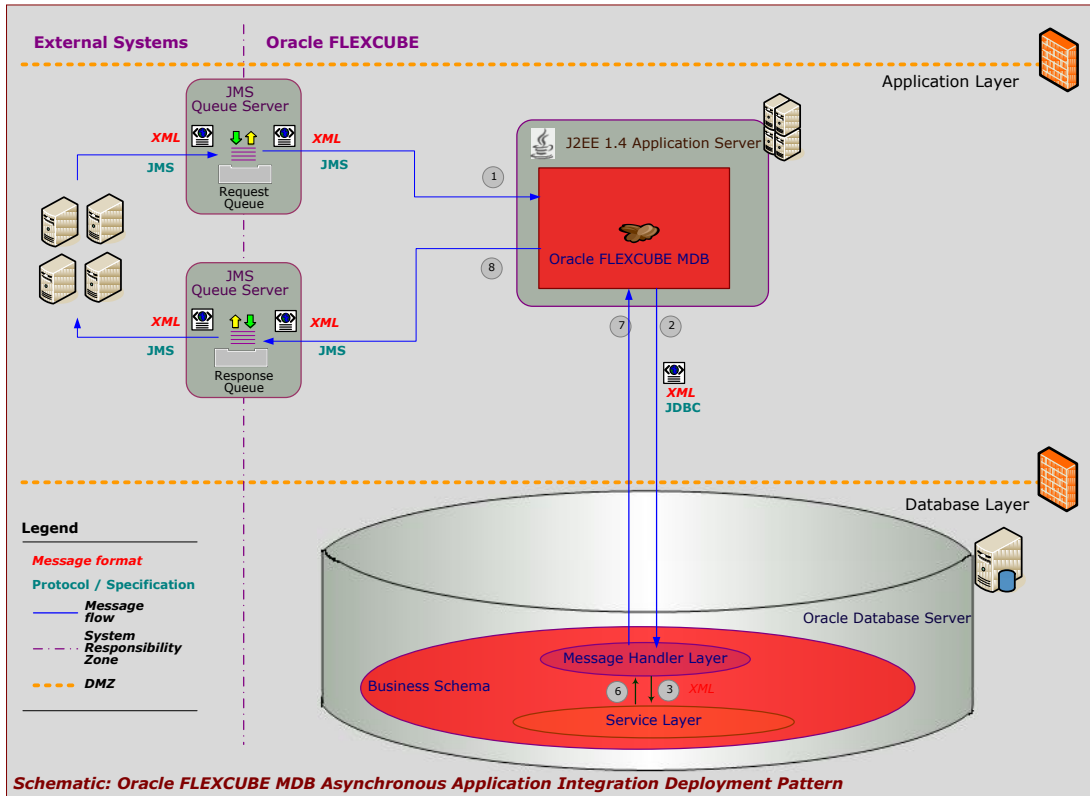 External Systems
Oracle FLEXCUBE
Application Layer
JMS
Queue Server
XML
XML
JMS
JMS
Request
Queue
J2EE 1.4 Application Server
1
Oracle FLEXCUBE MDB
8
JMS
Queue Server
XML
XML
JMS
JMS
Response
Queue
7
2
XML
JDBC
Database Layer
Legend
Message format
Protocol / Specification
Message
flow
System
Responsibility
Zone
DMZ
Oracle Database Server
Message Handler Layer
Business Schema
6
3
XML
Service Layer
Schematic: Oracle FLEXCUBE MDB Asynchronous Application Integration Deployment Pattern